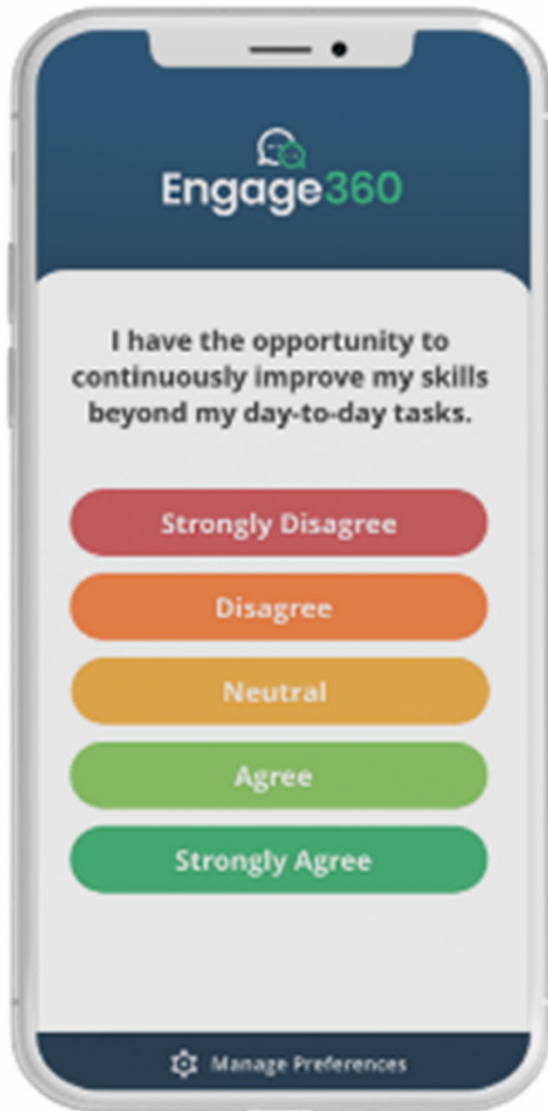 Engage360
I have the opportunity to
continuously improve my skills
beyond my day-to-day tasks.
Strongly Disagree
Disagree
Neutral
Agree
Strongly Agree
Manage Preferences